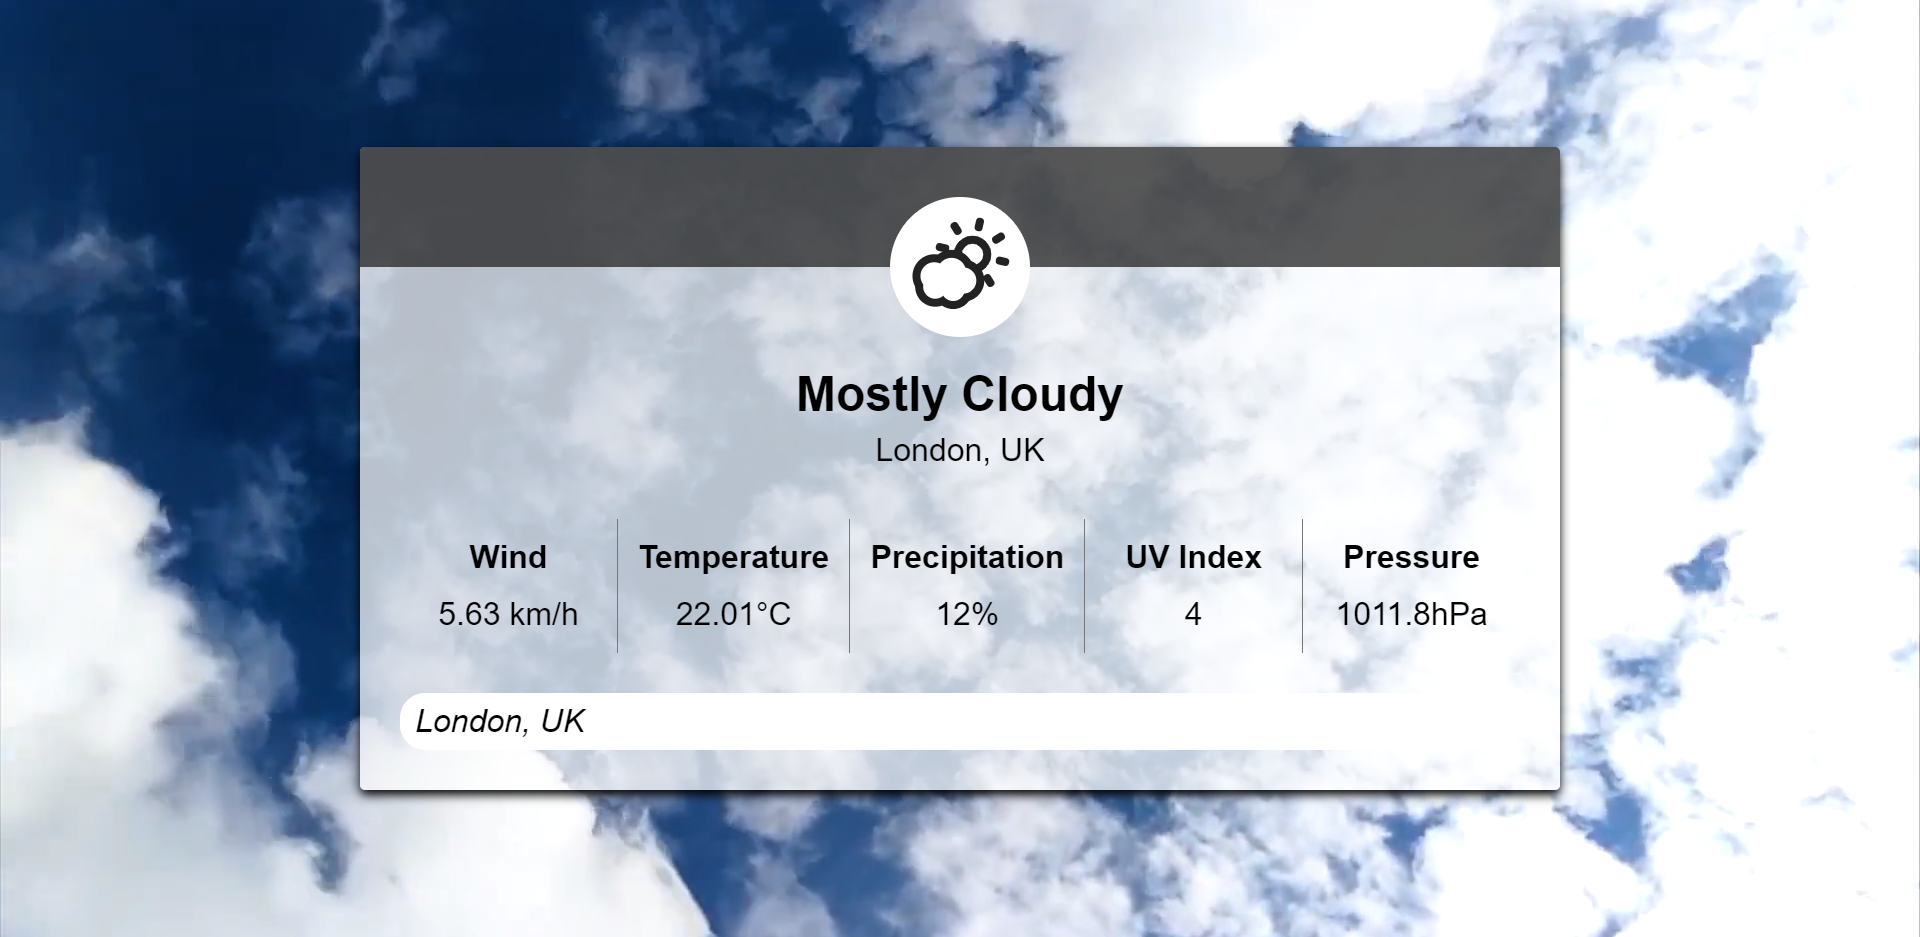 Mostly Cloudy
London, UK
Wind Temperature Precipitation UV Index Pressure
5.63 km/h 22.01°C 12% 4 1011.8hPa
London, UK